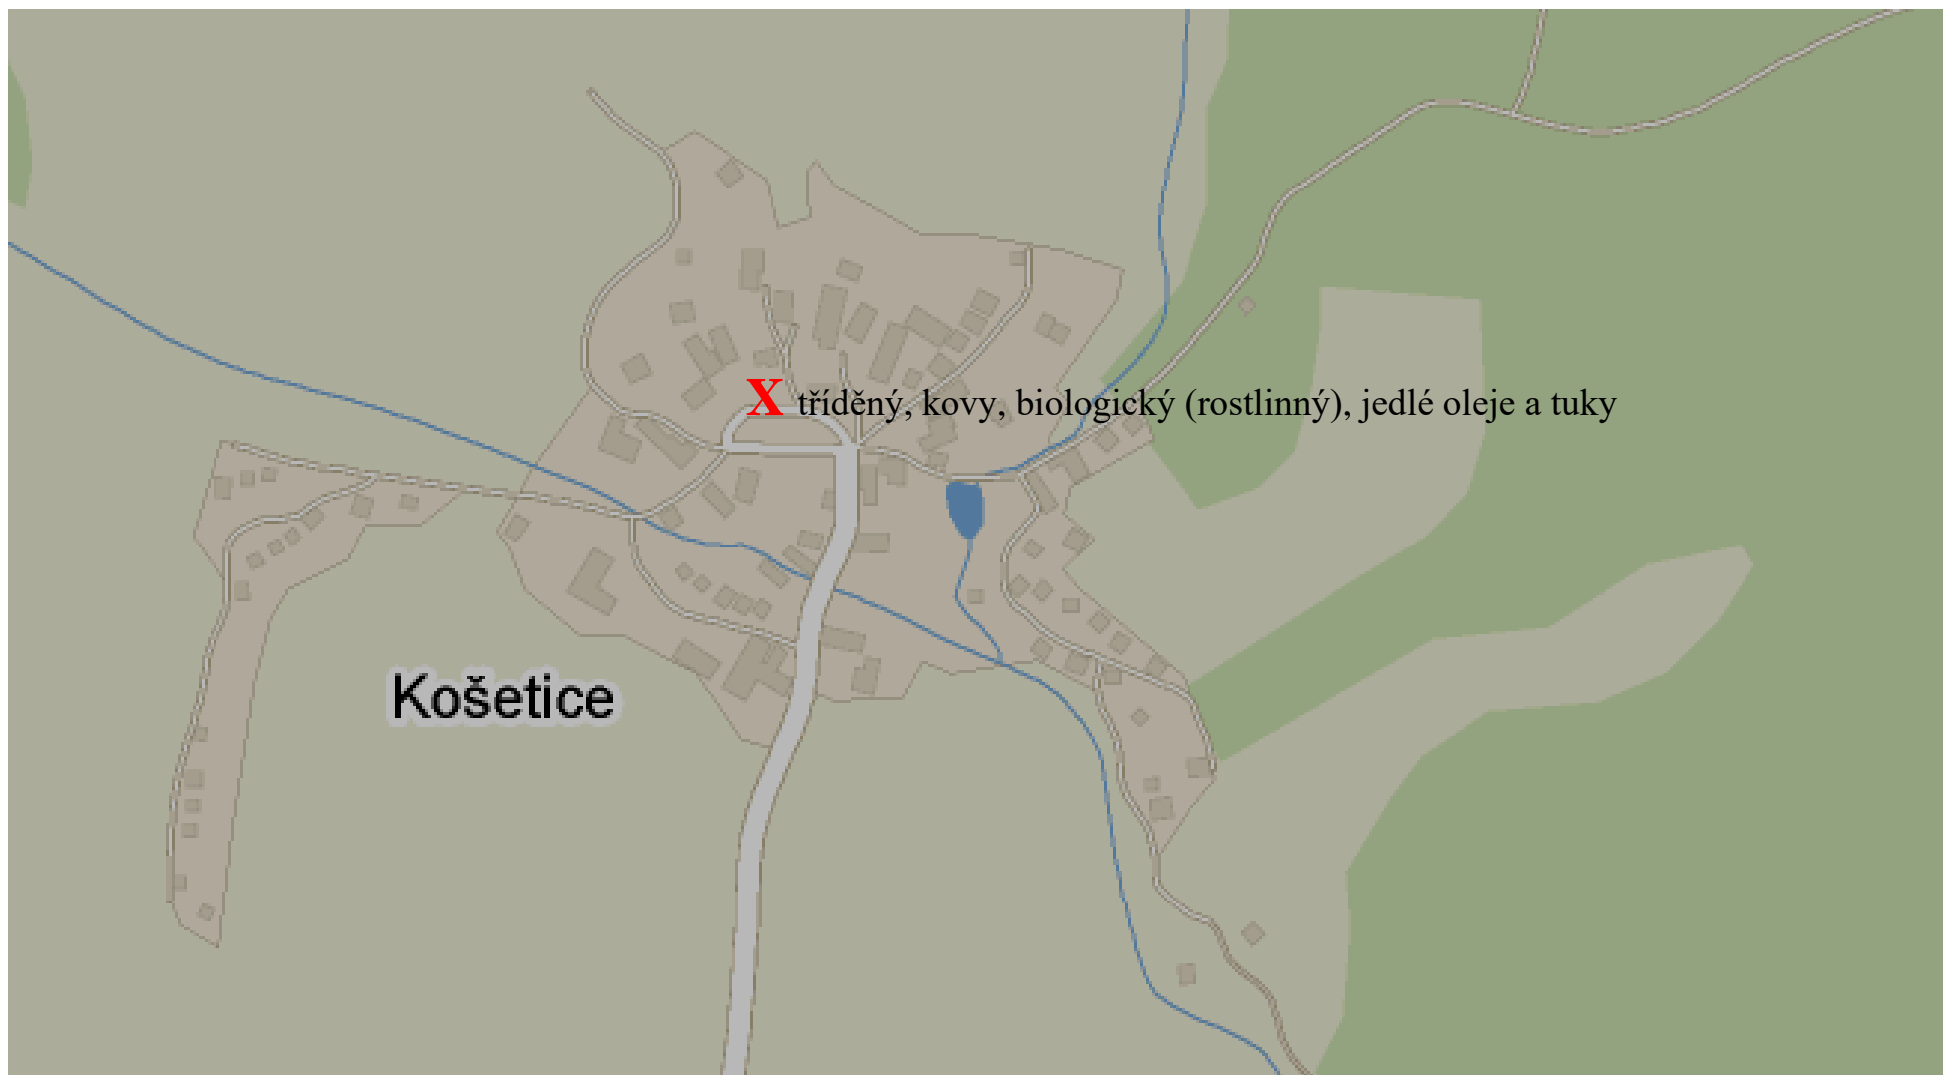 X tříděný, kovy, biologický (rostlinný), jedlé oleje a tuky
Košetice